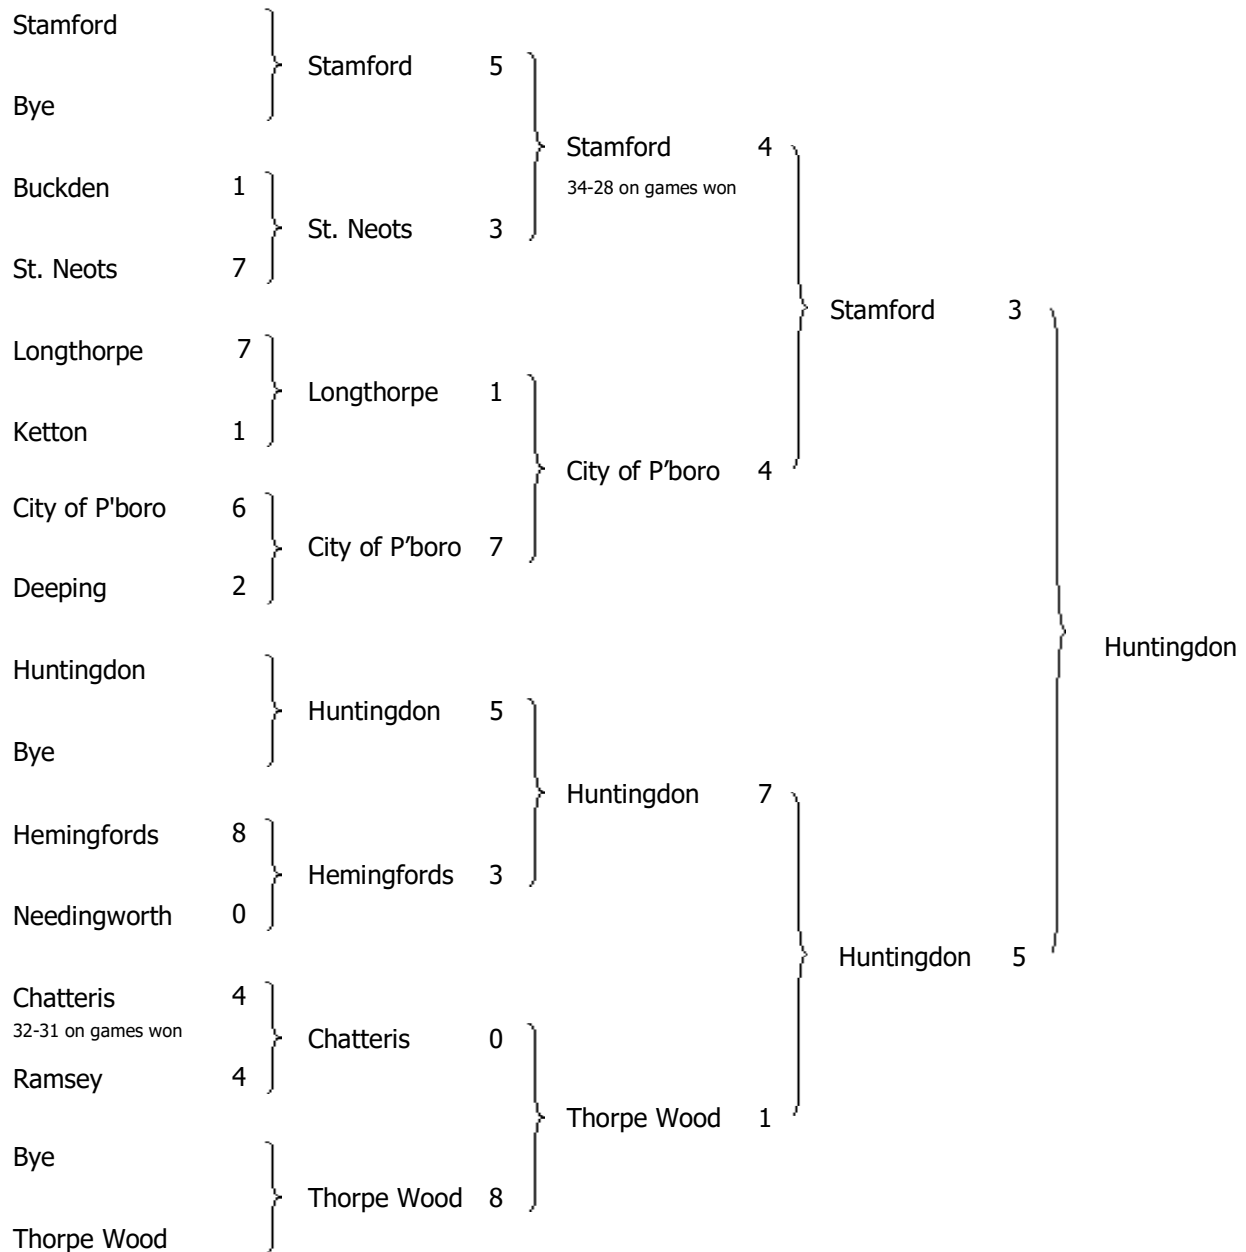 Stamford
Stamford 5
Bye
Stamford 4
34-28 on games won
Buckden 1
St. Neots 3
St. Neots 7
Stamford 3
Longthorpe 7
Longthorpe 1
Ketton 1
City of P’boro 4
City of P'boro 6
City of P’boro 7
Deeping 2
Huntingdon
Huntingdon
Huntingdon 5
Bye
Huntingdon 7
Hemingfords 8
Hemingfords 3
Needingworth 0
Huntingdon 5
Chatteris 4
32-31 on games won
Chatteris 0
Ramsey 4
Thorpe Wood 1
Bye
Thorpe Wood 8
Thorpe Wood